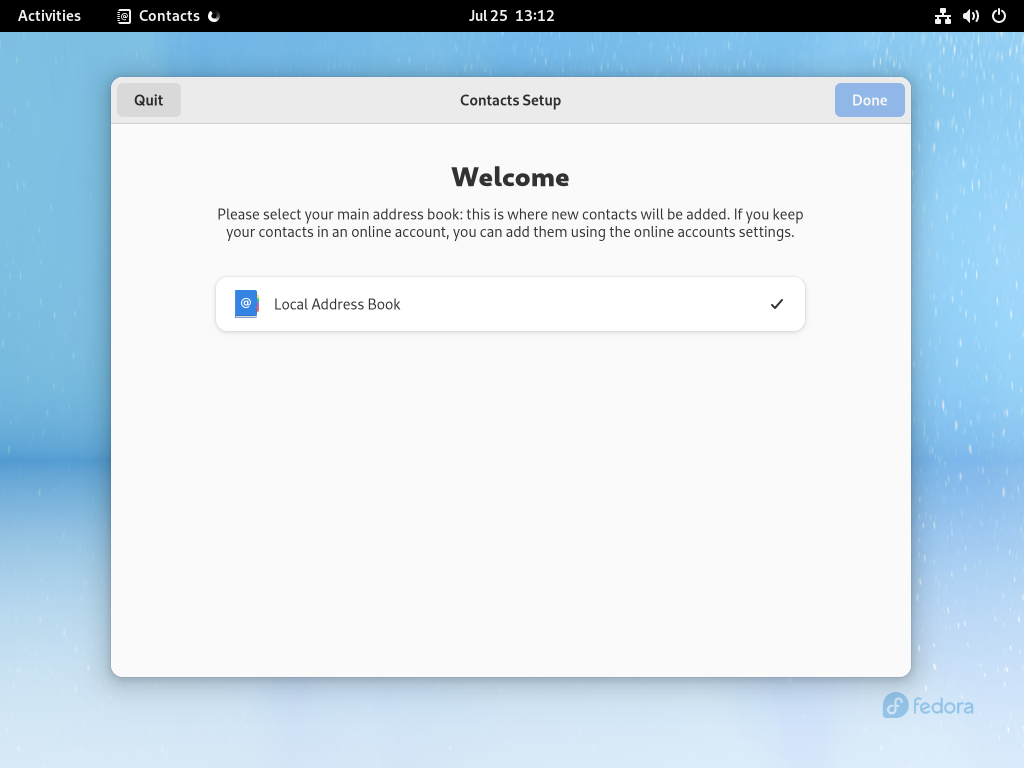 Activities Contacts Jul 25 13:12
Quit Contacts Setup Done
Welcome
Please select your main address book: this is where new contacts will be added. If you keep
your contacts in an online account, you can add them using the online accounts settings.
@ Local Address Book
fedora